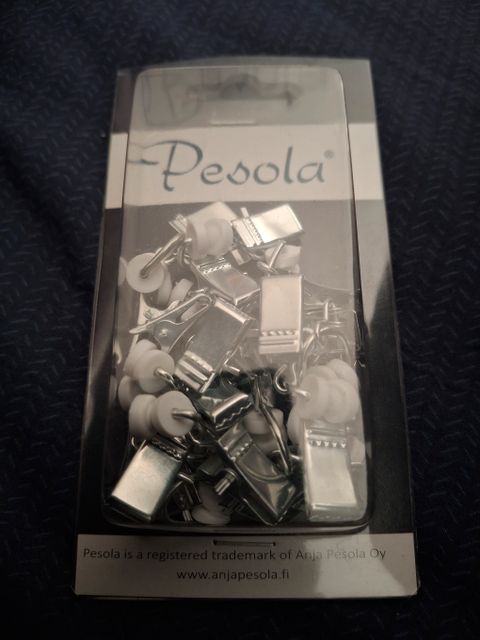 Pesola®
Pesola is a registered trademark of Anja Pesola Oy
www.anjapesola.fi